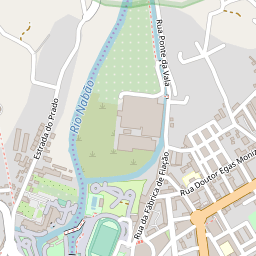 Rua Ponte da Vala
Rio Nabão
Estrada do Prado
Rua da Fábrica de Fiação
Rua Doutor Egas Moniz